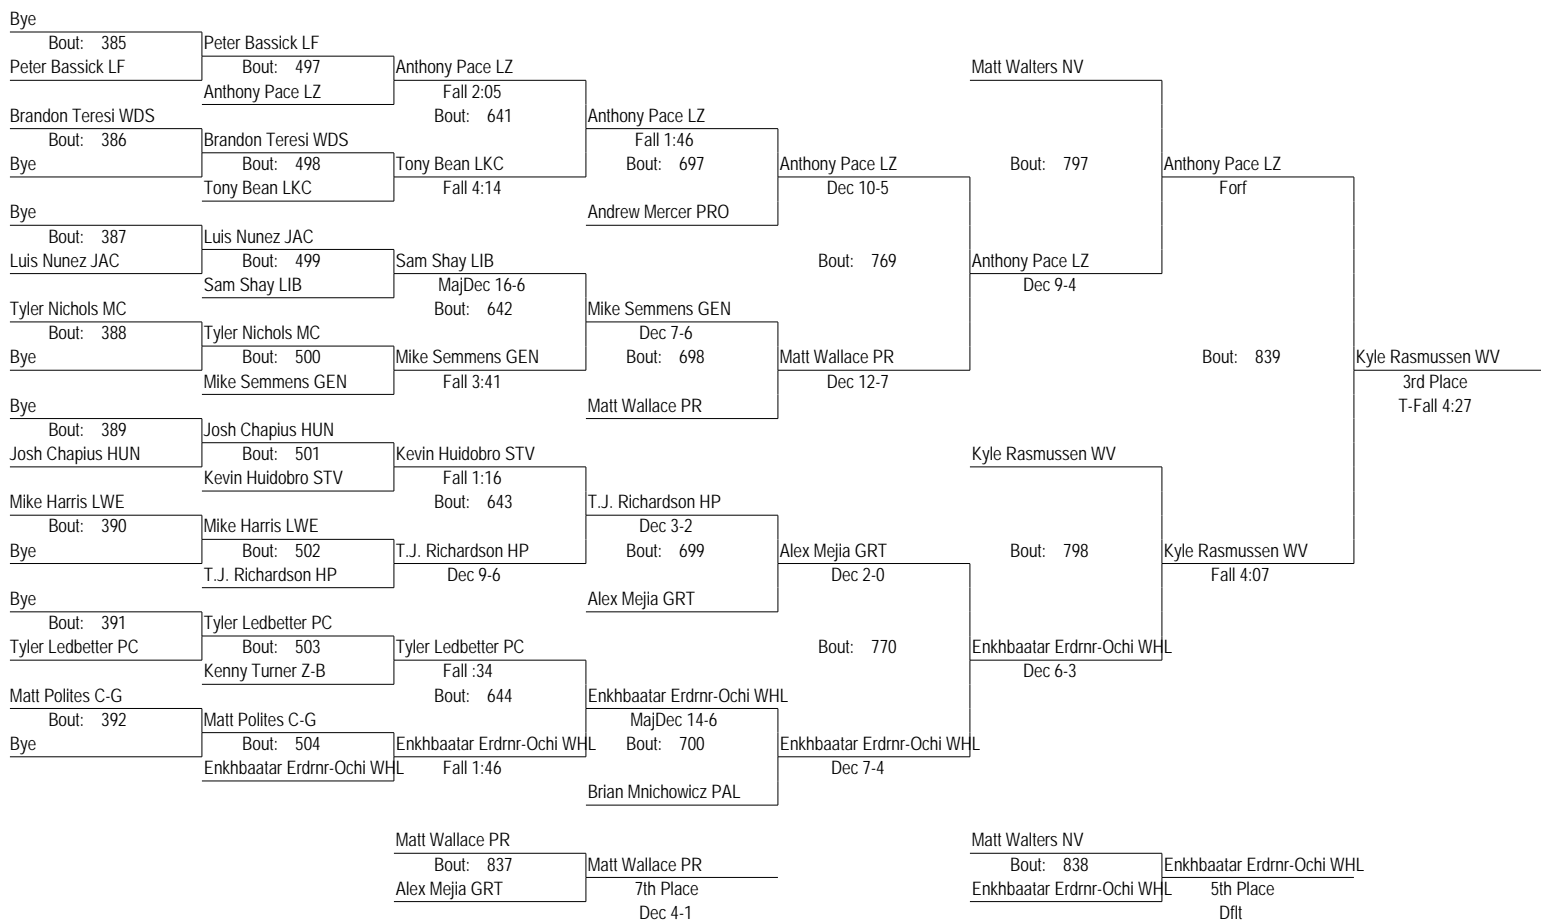 Bye
Bout: 385
Peter Bassick LF
Peter Bassick LF
Bout: 497
Anthony Pace LZ
Anthony Pace LZ
Fall 2:05
Bout: 641
Brandon Teresi WDS
Bout: 386
Bye
Brandon Teresi WDS
Bout: 498
Tony Bean LKC
Tony Bean LKC
Fall 4:14
Anthony Pace LZ
Fall 1:46
Bout: 697
Andrew Mercer PRO
Anthony Pace LZ
Dec 10-5
Bye
Bout: 387
Luis Nunez JAC
Luis Nunez JAC
Bout: 499
Sam Shay LIB
Sam Shay LIB
MajDec 16-6
Bout: 642
Tyler Nichols MC
Bout: 388
Bye
Tyler Nichols MC
Bout: 500
Mike Semmens GEN
Mike Semmens GEN
Fall 3:41
Mike Semmens GEN
Dec 7-6
Bout: 698
Matt Wallace PR
Matt Wallace PR
Dec 12-7
Bout: 769
Anthony Pace LZ
Dec 9-4
Matt Walters NV
Bout: 797
Anthony Pace LZ
Forf
Bye
Bout: 389
Josh Chapius HUN
Josh Chapius HUN
Bout: 501
Kevin Huidobro STV
Kevin Huidobro STV
Fall 1:16
Bout: 643
Mike Harris LWE
Bout: 390
Bye
Mike Harris LWE
Bout: 502
T.J. Richardson HP
T.J. Richardson HP
Dec 9-6
T.J. Richardson HP
Dec 3-2
Bout: 699
Alex Mejia GRT
Alex Mejia GRT
Dec 2-0
Bye
Bout: 391
Tyler Ledbetter PC
Tyler Ledbetter PC
Bout: 503
Kenny Turner Z-B
Tyler Ledbetter PC
Fall :34
Bout: 644
Matt Polites C-G
Bout: 392
Bye
Matt Polites C-G
Bout: 504
Enkhbaatar Erdrnr-Ochi WHL
Enkhbaatar Erdrnr-Ochi WHL
Fall 1:46
Enkhbaatar Erdrnr-Ochi WHL
MajDec 14-6
Bout: 700
Brian Mnichowicz PAL
Enkhbaatar Erdrnr-Ochi WHL
Dec 7-4
Bout: 770
Enkhbaatar Erdrnr-Ochi WHL
Dec 6-3
Kyle Rasmussen WV
Bout: 798
Kyle Rasmussen WV
Fall 4:07
Bout: 839
Kyle Rasmussen WV
3rd Place
T-Fall 4:27
Matt Wallace PR
Bout: 837
Alex Mejia GRT
Matt Wallace PR
7th Place
Dec 4-1
Matt Walters NV
Bout: 838
Enkhbaatar Erdrnr-Ochi WHL
Enkhbaatar Erdrnr-Ochi WHL
5th Place
Dflt